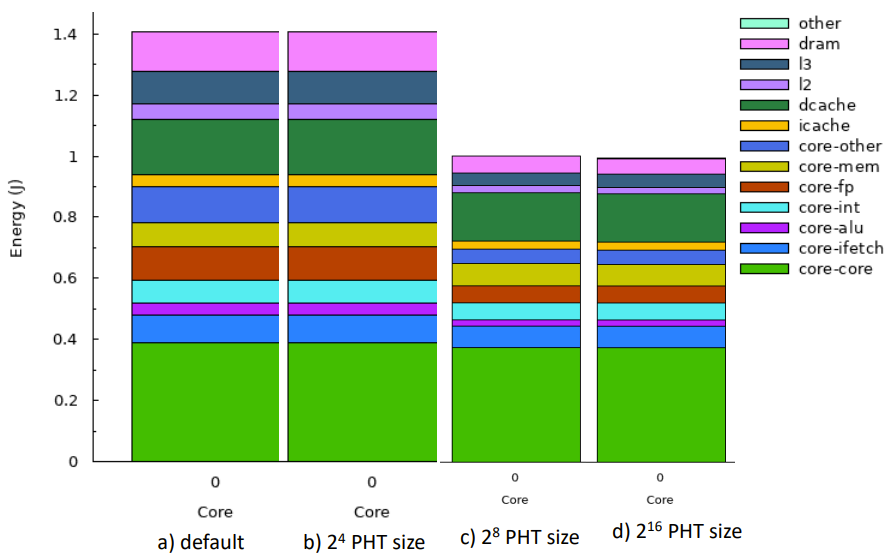 1.4
1.2
1
0.8
0.6
0.4
0.2
0
Energy (J)
other
dram
l3
l2
dcache
icache
core-other
core-mem
core-fp
core-int
core-alu
core-ifetch
core-core
0
0
0
0
Core
Core
Core
Core
a) default
b) 2⁴ PHT size
c) 2⁸ PHT size
d) 2¹⁶ PHT size